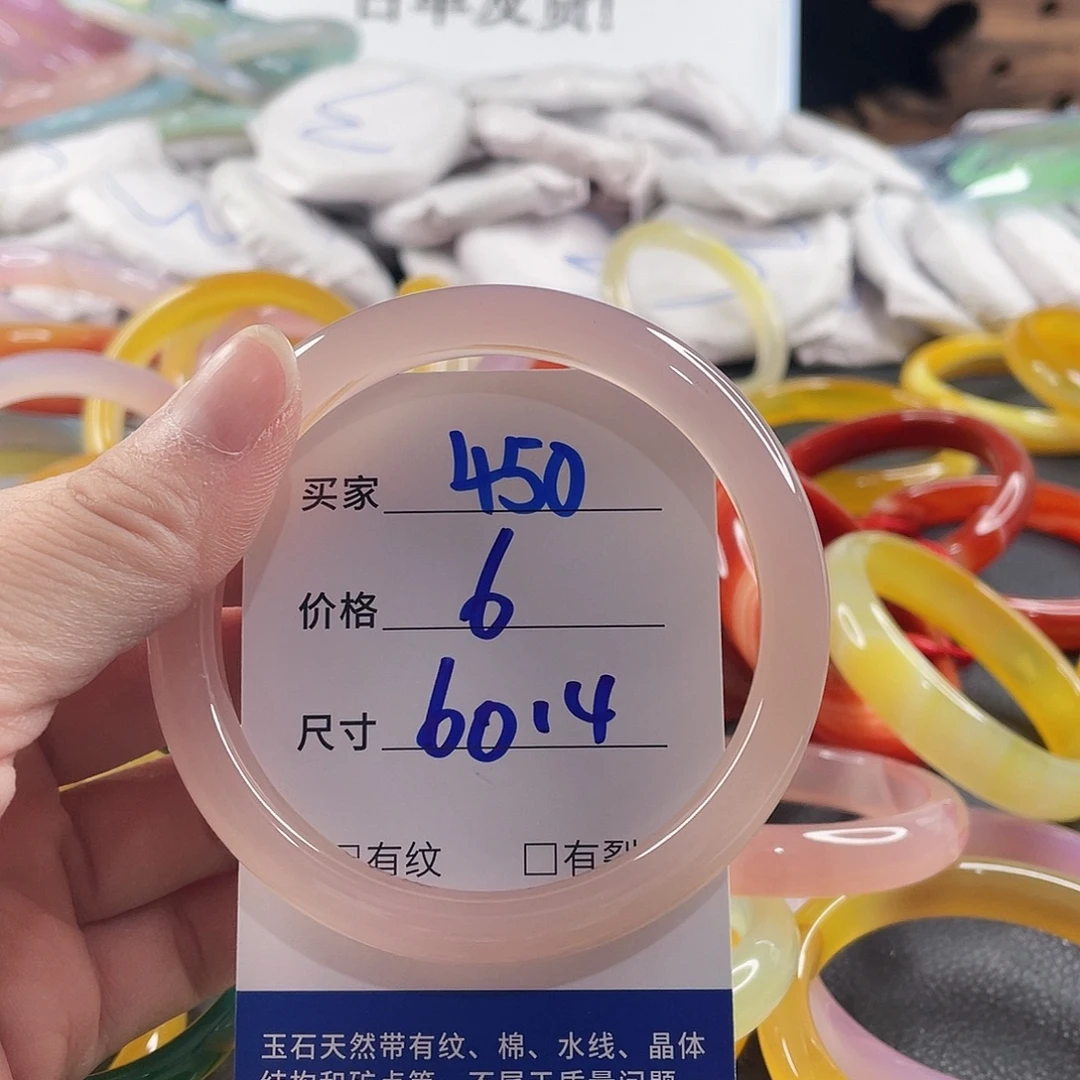 买家 450
价格 6
尺寸 60.4
有纹 □有裂
玉石天然带有纹、棉、水线、晶体